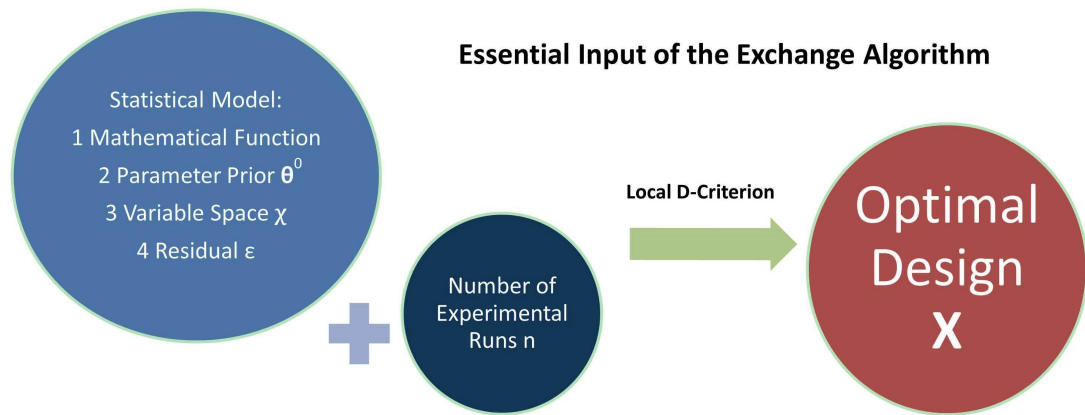 Essential Input of the Exchange Algorithm
Statistical Model:
1 Mathematical Function
2 Parameter Prior θ⁰
3 Variable Space χ
4 Residual ε
Number of
Experimental
Runs n
Local D-Criterion
Optimal
Design
X